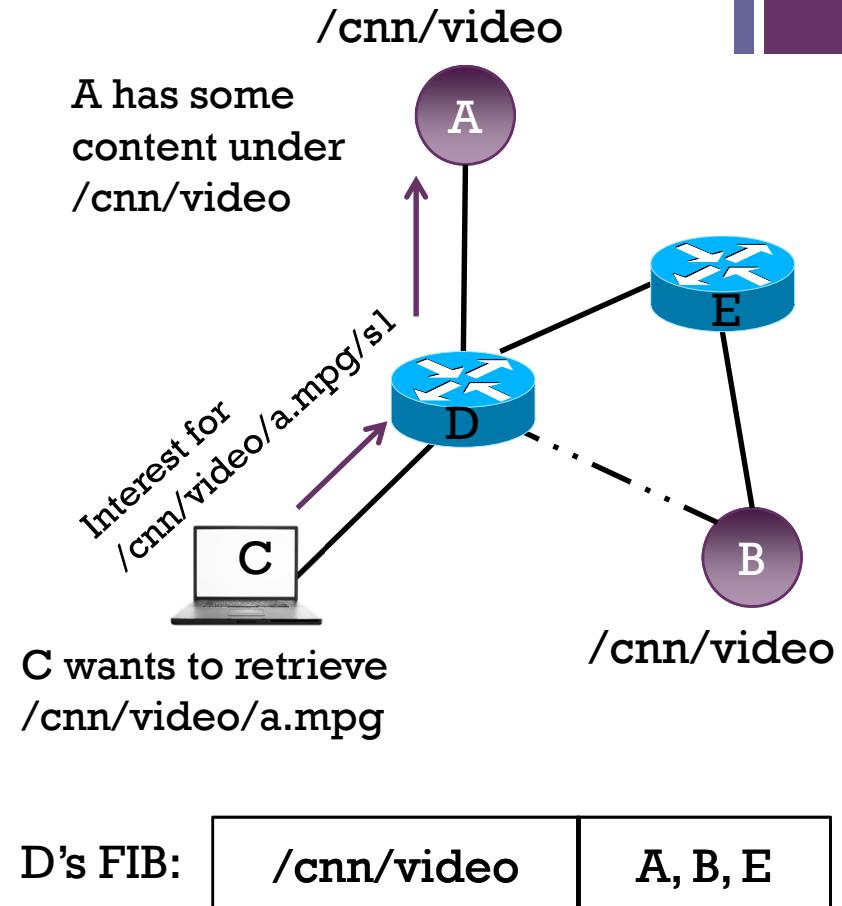 /cnn/video
A has some
content under
/cnn/video
A
E
Interest for
/cnn/video/a.mpg/s1
D
C
B
C wants to retrieve
/cnn/video/a.mpg
/cnn/video
D’s FIB:
/cnn/video
A, B, E